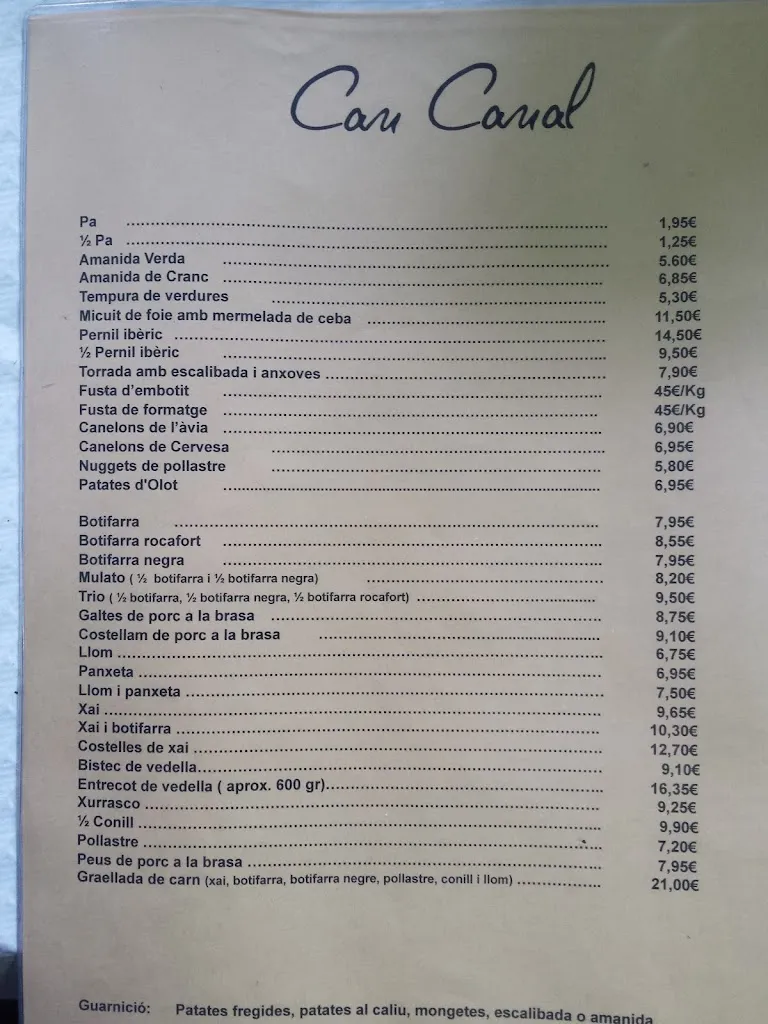 Can Canal
Pa ........ 1,95€
½ Pa ........ 1,25€
Amanida Verda ........ 5.60€
Amanida de Cranc ........ 6,85€
Tempura de verdures ........ 5,30€
Micuit de foie amb mermelada de ceba ........ 11,50€
Pernil ibèric ........ 14,50€
½ Pernil ibèric ........ 9,50€
Torrada amb escalibada i anxoves ........ 7,90€
Fusta d'embotit ........ 45€/Kg
Fusta de formatge ........ 45€/Kg
Canelons de l'àvia ........ 6,90€
Canelons de Cervesa ........ 6,95€
Nuggets de pollastre ........ 5,80€
Patates d'Olot ........ 6,95€
Botifarra ........ 7,95€
Botifarra rocafort ........ 8,55€
Botifarra negra ........ 7,95€
Mulato ( ½ botifarra i ½ botifarra negra) ........ 8,20€
Trio ( ½ botifarra, ½ botifarra negra, ½ botifarra rocafort) ........ 9,50€
Galtes de porc a la brasa ........ 8,75€
Costellam de porc a la brasa ........ 9,10€
Llom ........ 6,75€
Panxeta ........ 6,95€
Llom i panxeta ........ 7,50€
Xai ........ 9,65€
Xai i botifarra ........ 10,30€
Costelles de xai ........ 12,70€
Bistec de vedella ........ 9,10€
Entrecot de vedella ( aprox. 600 gr) ........ 16,35€
Xurrasco ........ 9,25€
½ Conill ........ 9,90€
Pollastre ........ 7,20€
Peus de porc a la brasa ........ 7,95€
Graellada de carn (xai, botifarra, botifarra negre, pollastre, conill i llom) ........ 21,00€
Guarnició: Patates fregides, patates al caliu, mongetes, escalibada o amanida